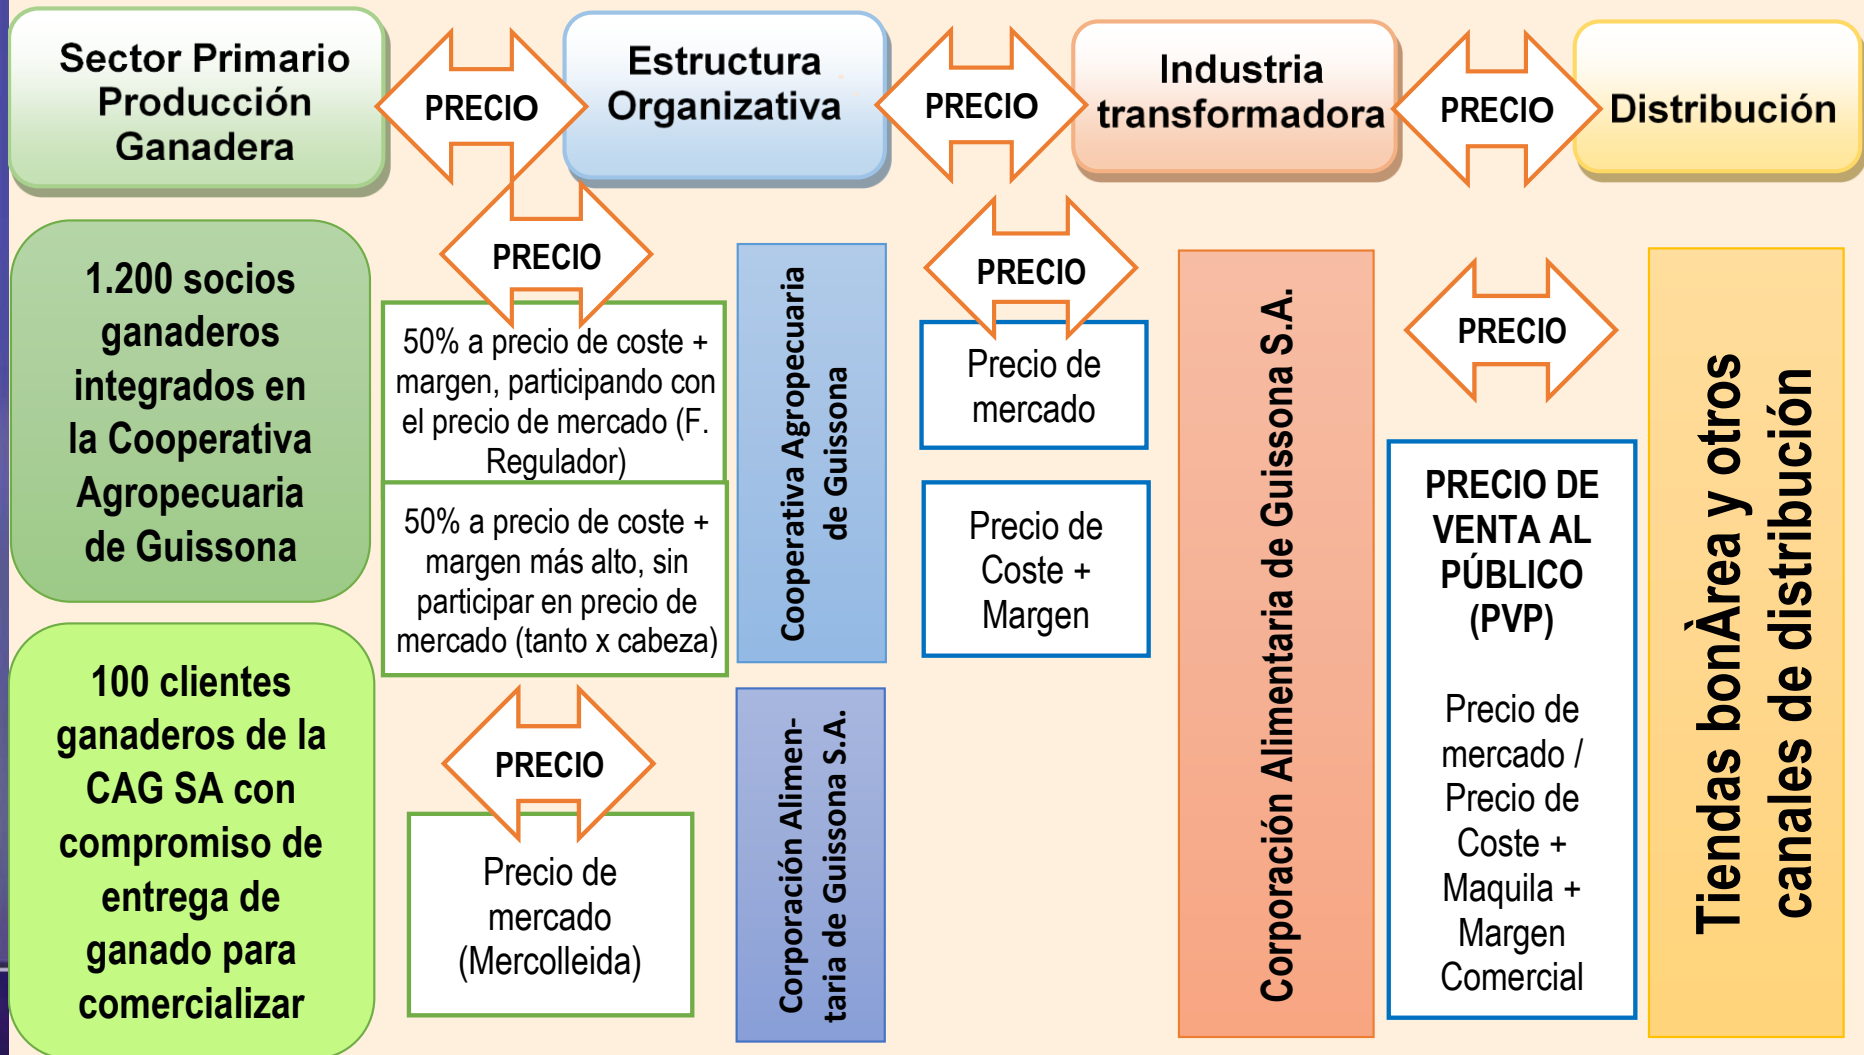 Sector Primario
Producción
Ganadera
PRECIO
Estructura
Organizativa
PRECIO
Industria
transformadora
PRECIO
Distribución
1.200 socios
ganaderos
integrados en
la Cooperativa
Agropecuaria
de Guissona
100 clientes
ganaderos de la
CAG SA con
compromiso de
entrega de
ganado para
comercializar
PRECIO
50% a precio de coste +
margen, participando con
el precio de mercado (F.
Regulador)
50% a precio de coste +
margen más alto, sin
participar en precio de
mercado (tanto x cabeza)
PRECIO
Precio de
mercado
(Mercolleida)
Cooperativa Agropecuaria
de Guissona
Corporación Alimen-
taria de Guissona S.A.
PRECIO
Precio de
mercado
Precio de
Coste +
Margen
Corporación Alimentaria de Guissona S.A.
PRECIO
PRECIO DE
VENTA AL
PÚBLICO
(PVP)
Precio de
mercado /
Precio de
Coste +
Maquila +
Margen
Comercial
Tiendas bonÀrea y otros
canales de distribución